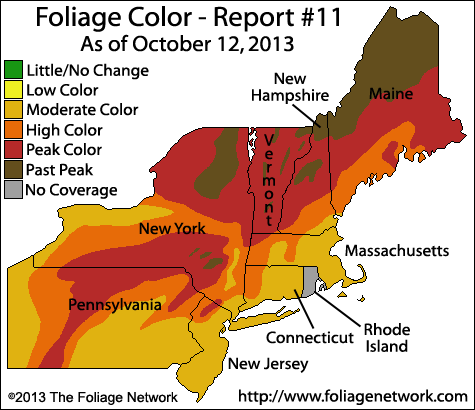 Foliage Color - Report #11
As of October 12, 2013
Little/No Change
Low Color
Moderate Color
High Color
Peak Color
Past Peak
No Coverage
New
Hampshire
Maine
Vermont
New York
Massachusetts
Pennsylvania
Connecticut
Rhode
Island
New Jersey
©2013 The Foliage Network
http://www.foliagenetwork.com